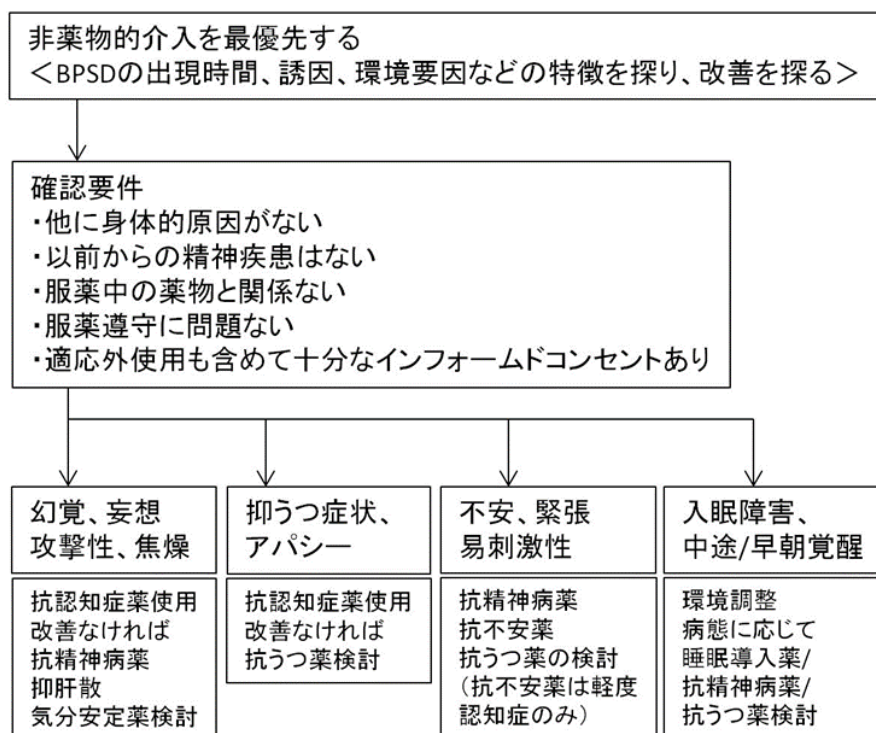 非薬物的介入を最優先する
＜BPSDの出現時間、誘因、環境要因などの特徴を探り、改善を探る＞
確認要件
・他に身体的原因がない
・以前からの精神疾患はない
・服薬中の薬物と関係ない
・服薬遵守に問題ない
・適応外使用も含めて十分なインフォームドコンセントあり
幻覚、妄想
攻撃性、焦燥
抗認知症薬使用
改善なければ
抗精神病薬
抑肝散
気分安定薬検討
抑うつ症状、
アパシー
抗認知症薬使用
改善なければ
抗うつ薬検討
不安、緊張
易刺激性
抗精神病薬
抗不安薬
抗うつ薬の検討
（抗不安薬は軽度
認知症のみ）
入眠障害、
中途/早朝覚醒
環境調整
病態に応じて
睡眠導入薬/
抗精神病薬/
抗うつ薬検討